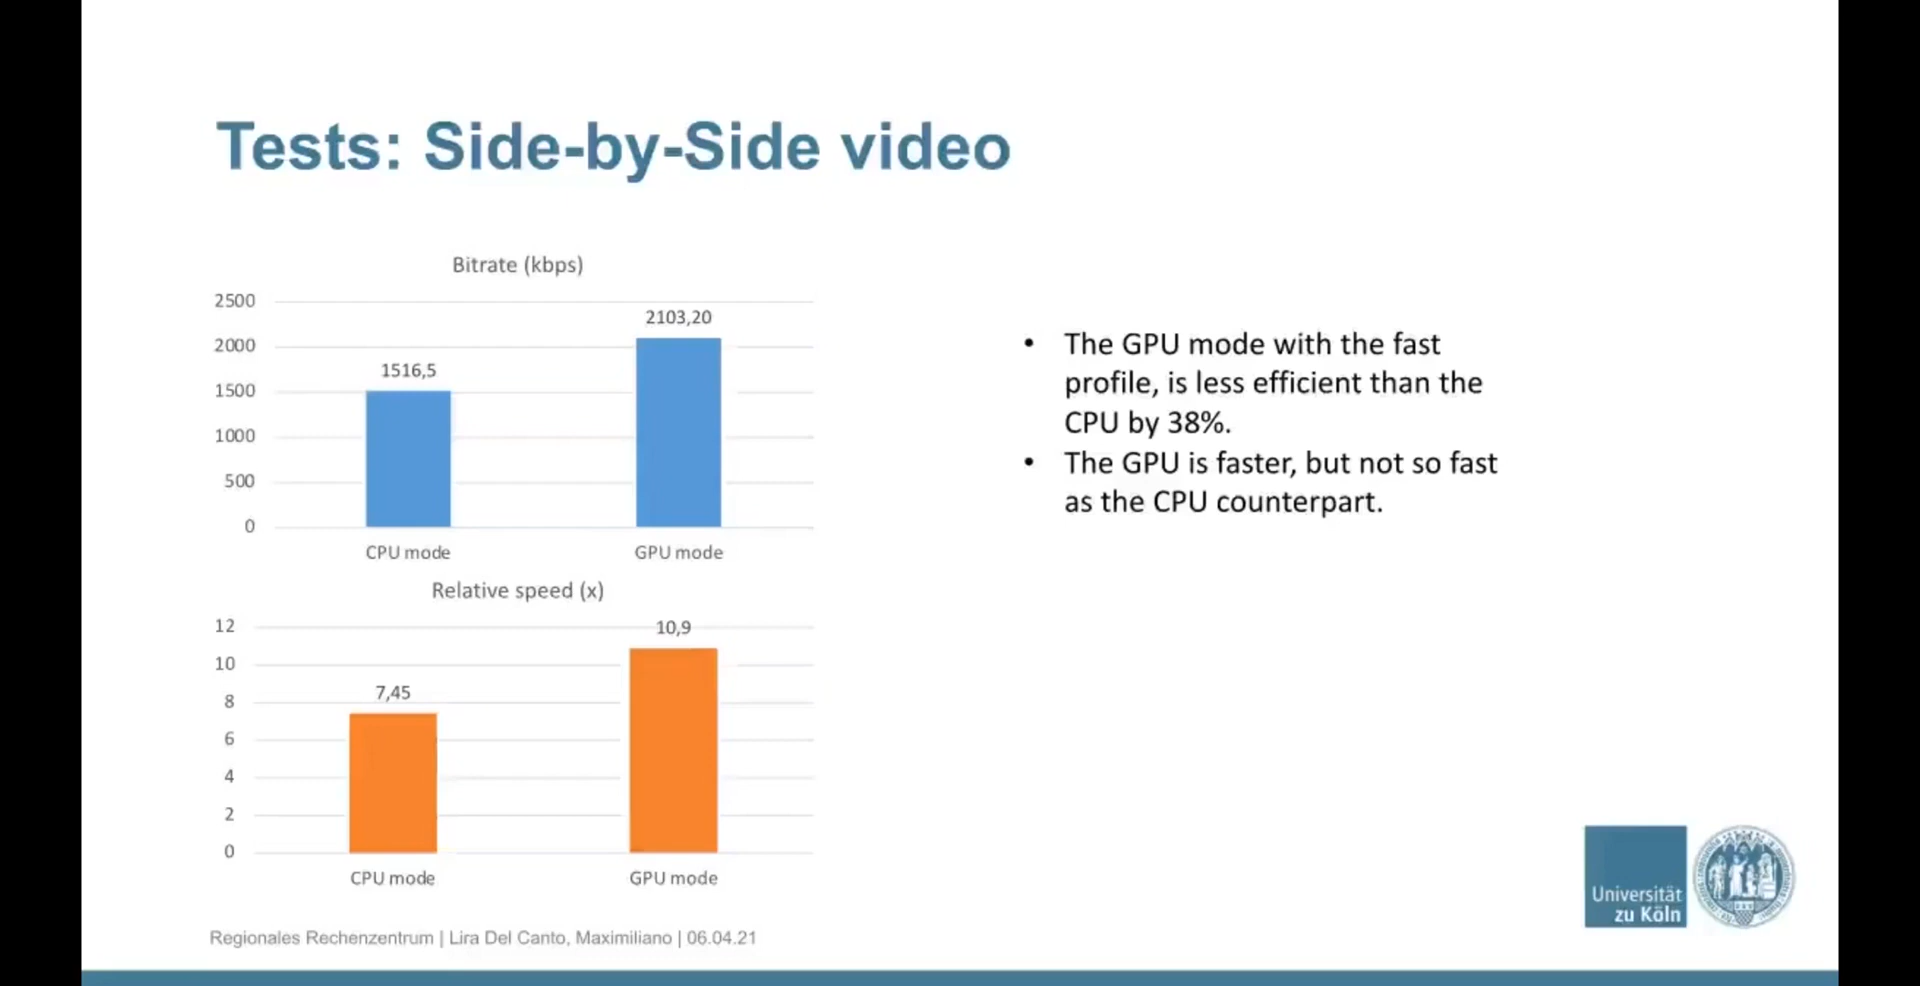 Tests: Side-by-Side video
Bitrate (kbps)
2500
2000
1500
1000
500
0
1516,5
2103,20
CPU mode
GPU mode
Relative speed (x)
12
10
8
6
4
2
0
7,45
10,9
CPU mode
GPU mode
• The GPU mode with the fast
profile, is less efficient than the
CPU by 38%.
• The GPU is faster, but not so fast
as the CPU counterpart.
Regionales Rechenzentrum | Lira Del Canto, Maximiliano | 06.04.21
Universität
zu Köln